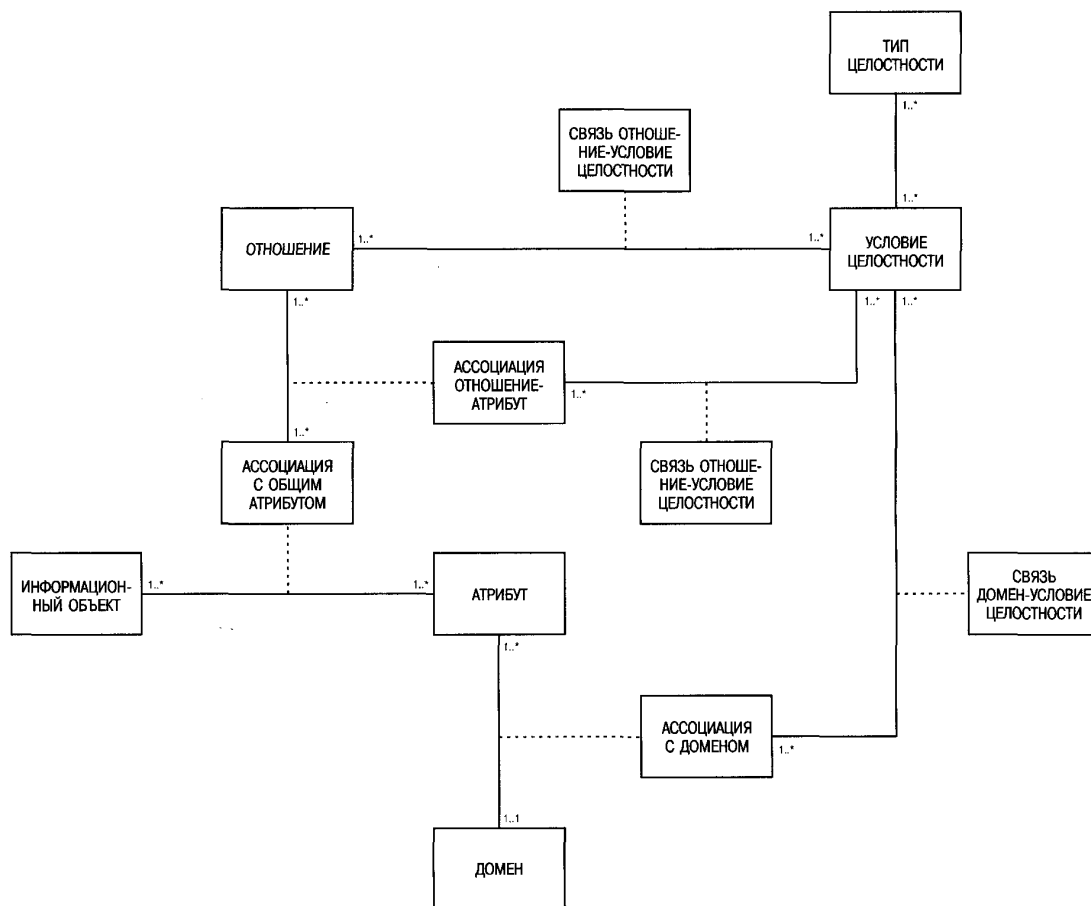 ТИП
ЦЕЛОСТНОСТИ
1..*
СВЯЗЬ ОТНОШЕ-
НИЕ-УСЛОВИЕ
ЦЕЛОСТНОСТИ
1..*
ОТНОШЕНИЕ
1..*
1..*
УСЛОВИЕ
ЦЕЛОСТНОСТИ
1..*
1..*
1..*
АССОЦИАЦИЯ
ОТНОШЕНИЕ-
АТРИБУТ
1..*
1..*
АССОЦИАЦИЯ
С ОБЩИМ
АТРИБУТОМ
СВЯЗЬ ОТНОШЕ-
НИЕ-УСЛОВИЕ
ЦЕЛОСТНОСТИ
ИНФОРМАЦИОН-
НЫЙ ОБЪЕКТ
1..*
1..*
АТРИБУТ
СВЯЗЬ
ДОМЕН-УСЛОВИЕ
ЦЕЛОСТНОСТИ
1..*
АССОЦИАЦИЯ
С ДОМЕНОМ
1..*
1..1
ДОМЕН